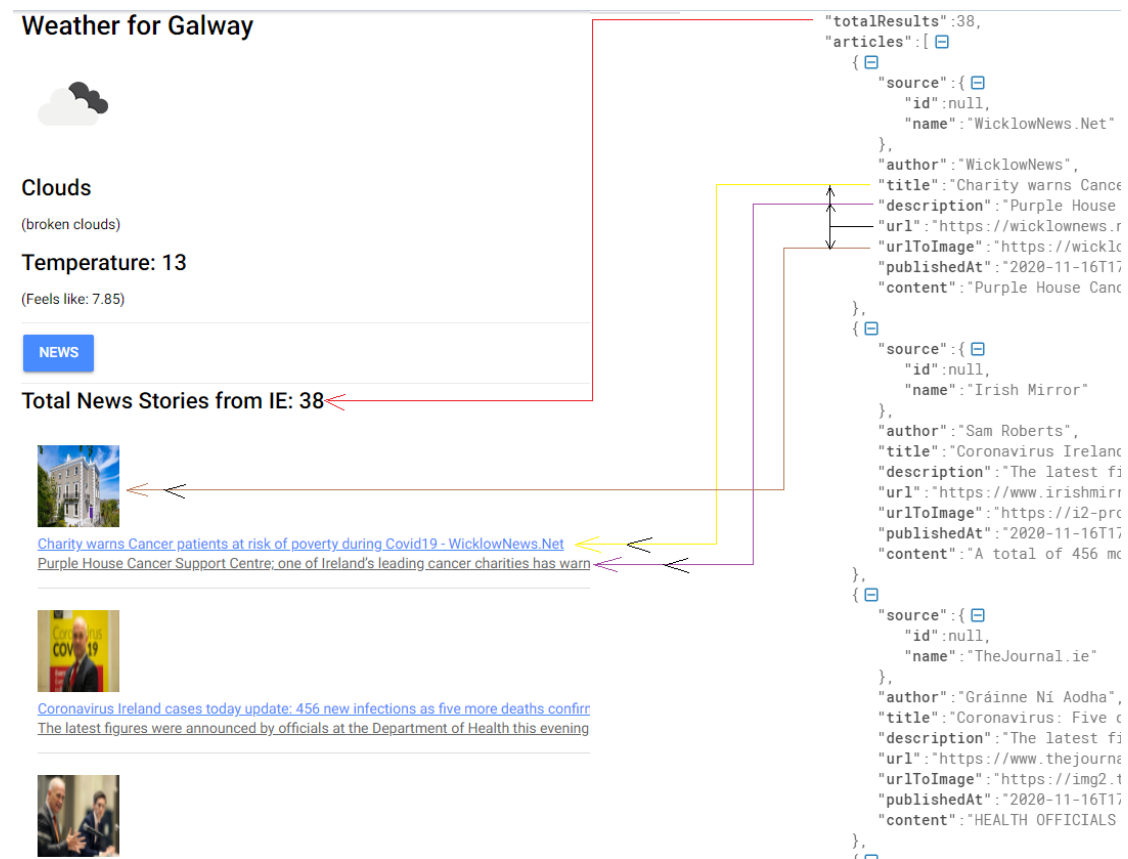 Weather for Galway
Clouds
(broken clouds)
Temperature: 13
(Feels like: 7.85)
NEWS
Total News Stories from IE: 38
Charity warns Cancer patients at risk of poverty during Covid19 - WicklowNews.Net
Purple House Cancer Support Centre; one of Ireland's leading cancer charities has warn
COV 19
Coronavirus Ireland cases today update: 456 new infections as five more deaths confirr
The latest figures were announced by officials at the Department of Health this evening
"totalResults":38,
"articles":[
{
"source":{
"id":null,
"name":"WicklowNews.Net"
},
"author":"WicklowNews",
"title":"Charity warns Cance
"description":"Purple House
"url":"https://wicklownews.n
"urlToImage":"https://wicklo
"publishedAt":"2020-11-16T17
"content":"Purple House Canc
},
{
"source":{
"id":null,
"name":"Irish Mirror"
},
"author":"Sam Roberts",
"title":"Coronavirus Ireland
"description":"The latest fi
"url":"https://www.irishmirr
"urlToImage":"https://i2-pro
"publishedAt":"2020-11-16T17
"content":"A total of 456 mo
},
{
"source":{
"id":null,
"name":"TheJournal.ie"
},
"author":"Gráinne Ní Aodha",
"title":"Coronavirus: Five d
"description":"The latest fi
"url":"https://www.thejourna
"urlToImage":"https://img2.t
"publishedAt":"2020-11-16T17
"content":"HEALTH OFFICIALS
},
{